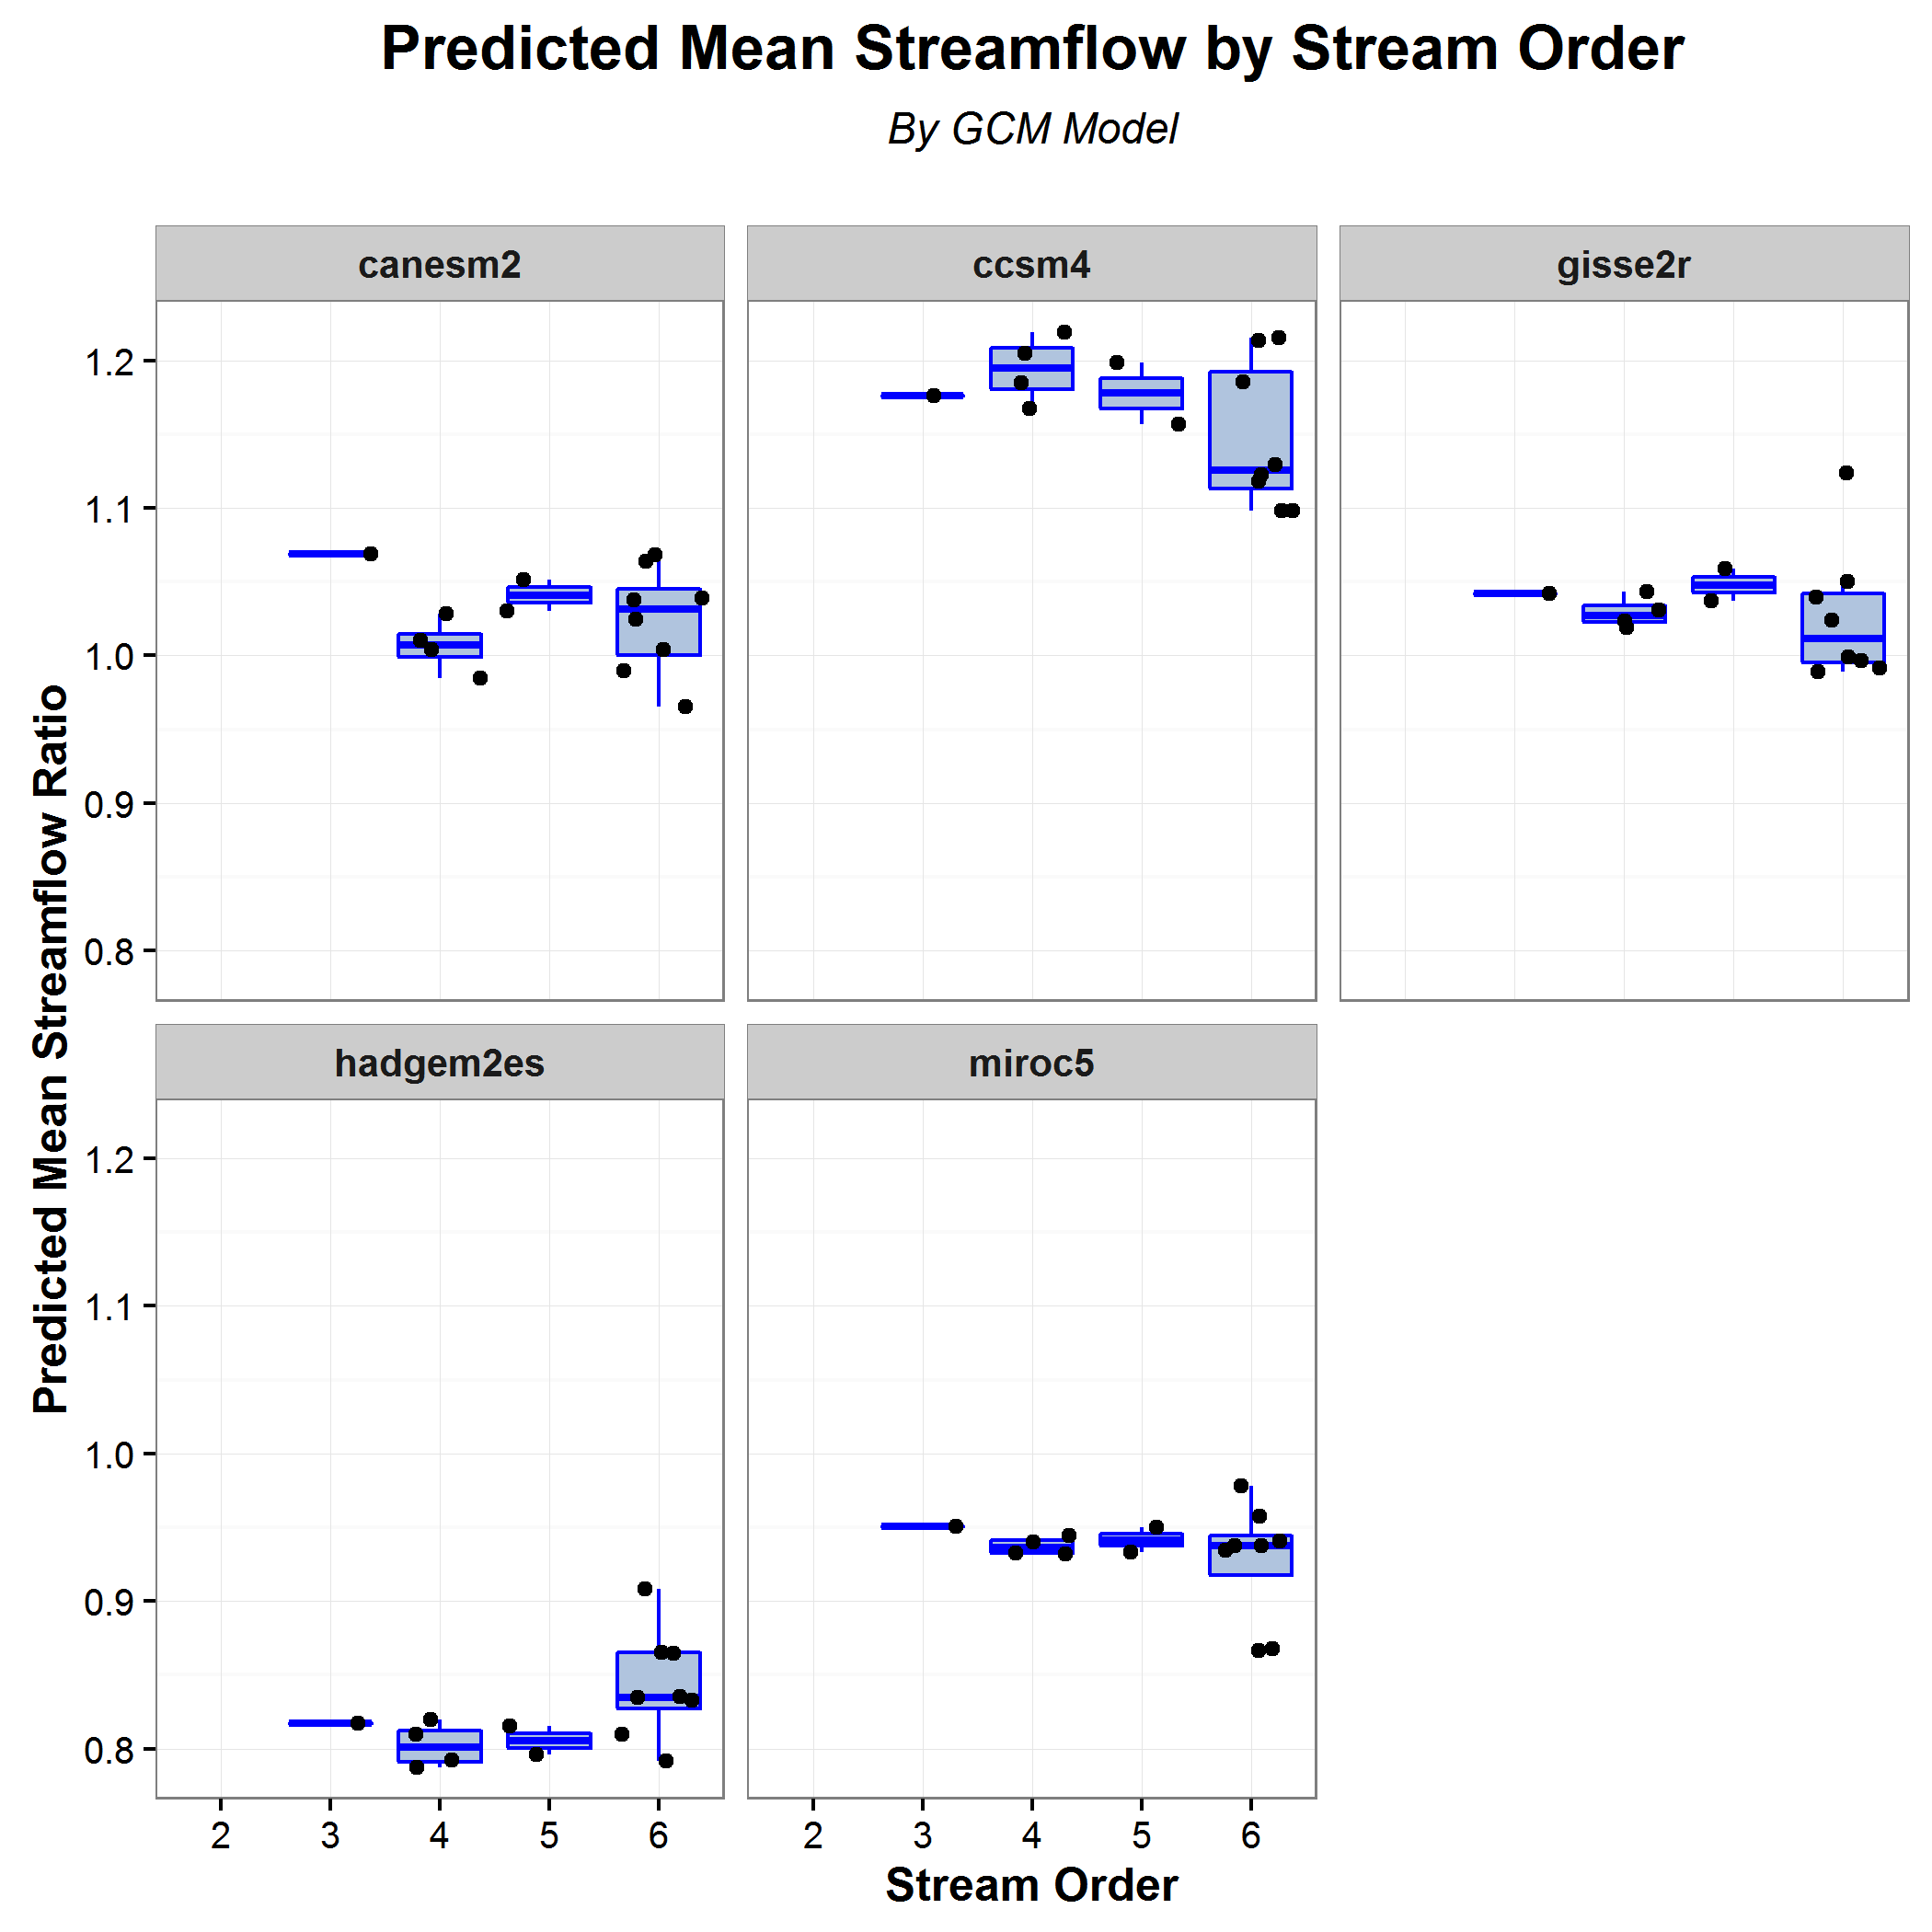 Predicted Mean Streamflow by Stream Order
By GCM Model
canesm2
ccsm4
gisse2r
1.2
1.1
1.0
0.9
0.8
Predicted Mean Streamflow Ratio
hadgem2es
miroc5
1.2
1.1
1.0
0.9
0.8
2 3 4 5 6
2 3 4 5 6
Stream Order